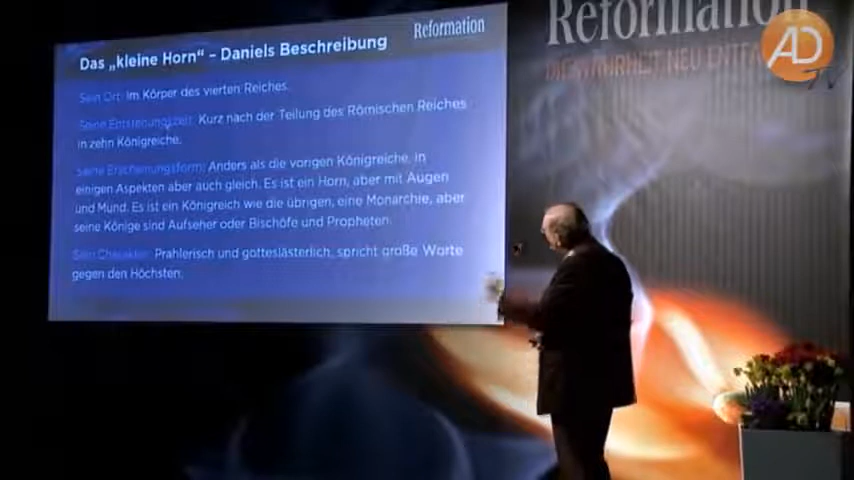 Das „kleine Horn“ – Daniels Beschreibung
Reformation
Sein Ort: Im Körper des vierten Reiches.
Seine Entstehungszeit: Kurz nach der Teilung des Römischen Reiches
in zehn Königreiche.
Seine Erscheinungsform: Anders als die vorigen Königreiche, in
einigen Aspekten aber auch gleich. Es ist ein Horn, aber mit Augen
und Mund. Es ist ein Königreich wie die übrigen, eine Monarchie, aber
seine Könige sind Aufseher oder Bischöfe und Propheten.
Sein Charakter: Prahlerisch und gotteslästerlich, spricht große Worte
gegen den Höchsten.
Reformation
DIE WAHRHEIT NEU
AD
TV